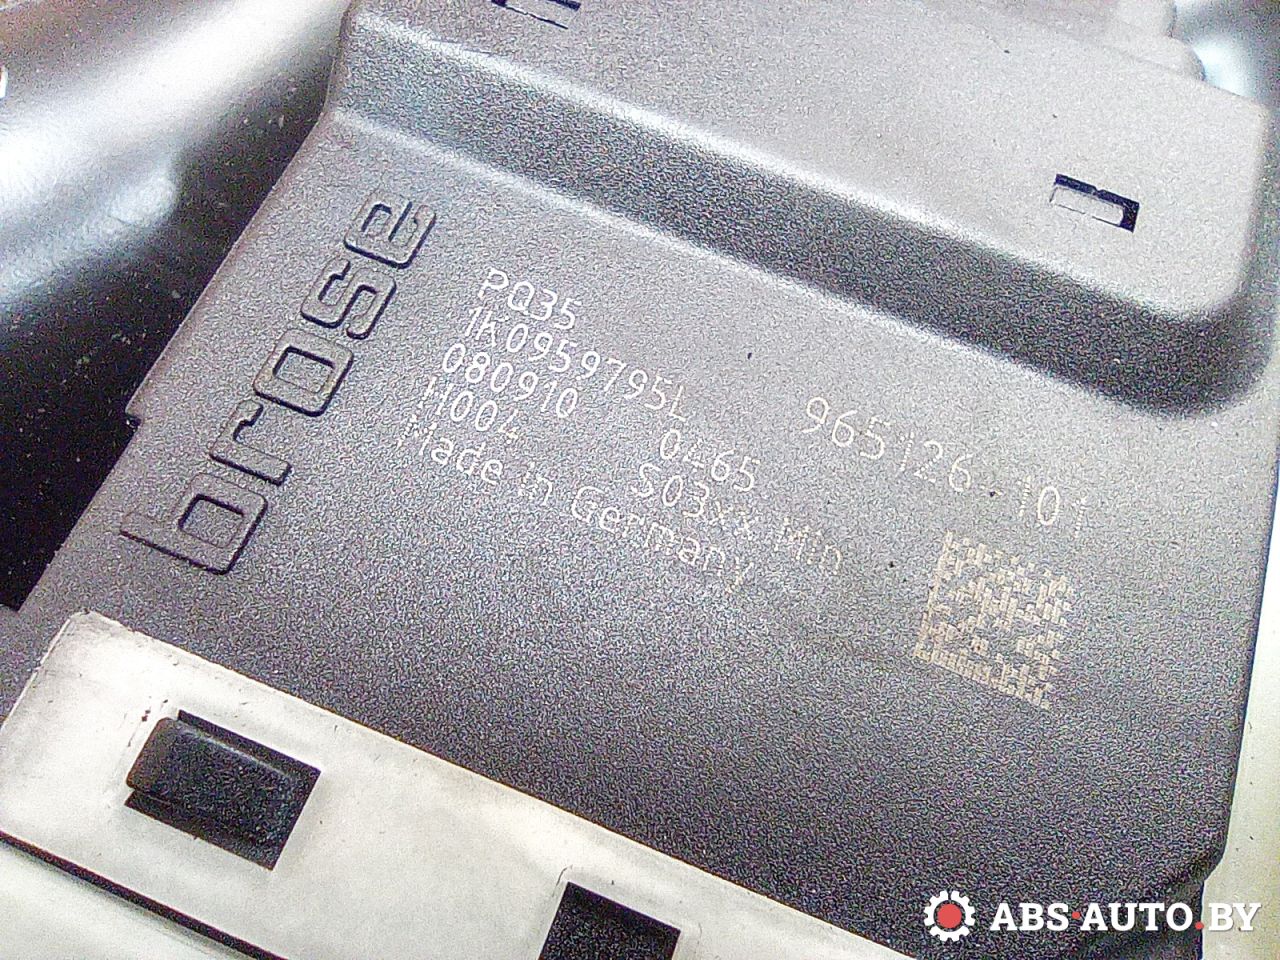 brose
PQ35
1K0959795L 965126-101
080910 0465
H004 S03xx Min
Made in Germany
ABS-AUTO.BY